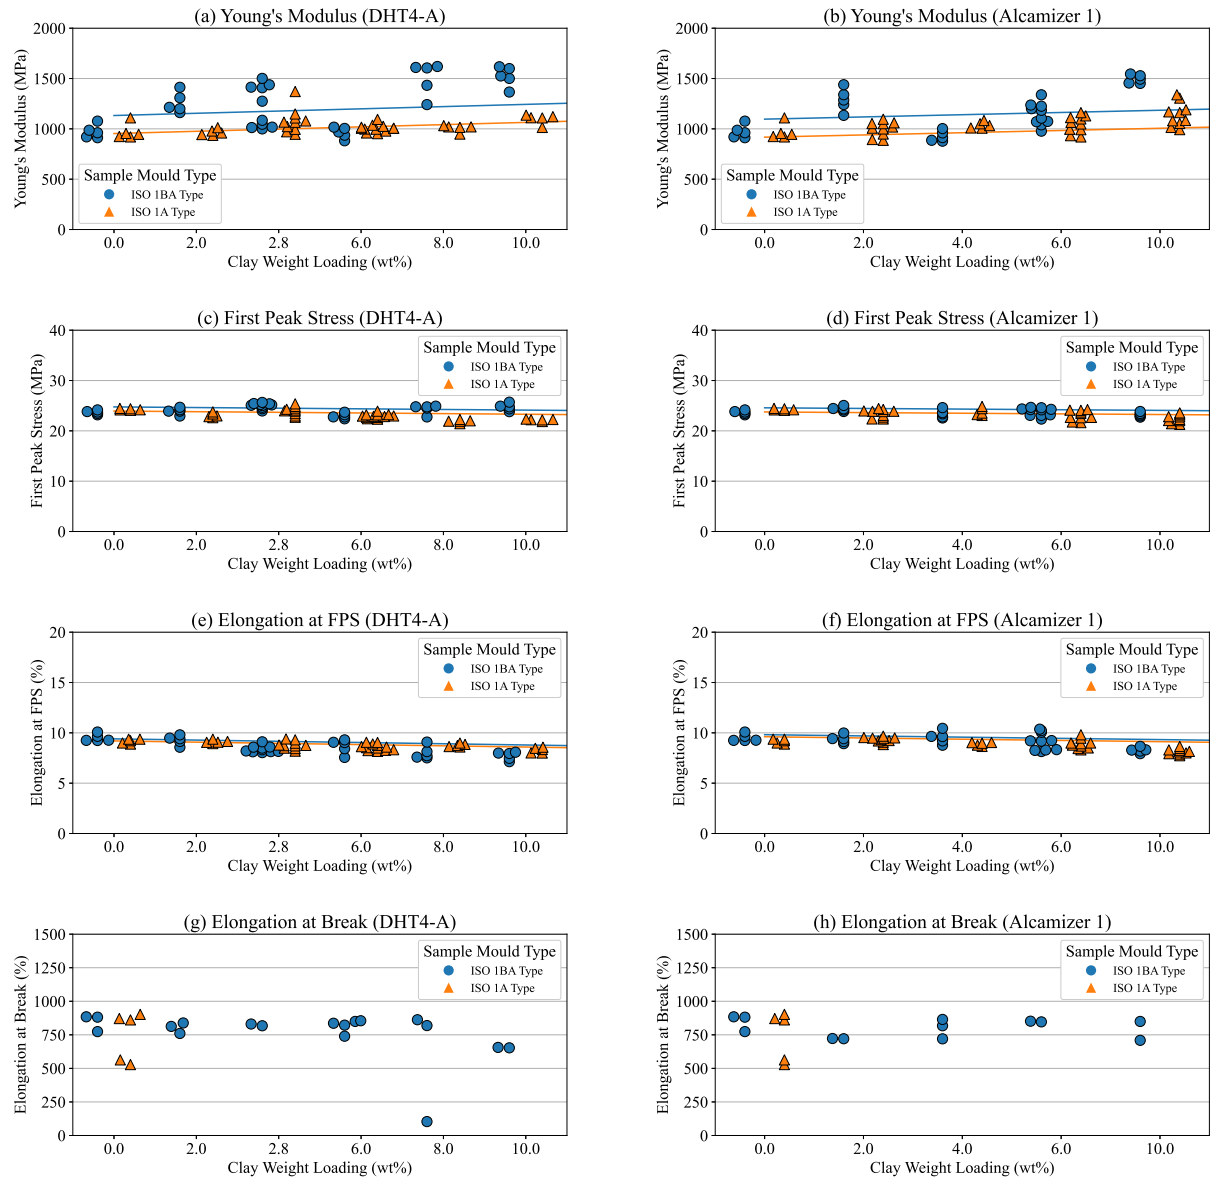 (a) Young's Modulus (DHT4-A)
2000
1500
1000
500
0
Young's Modulus (MPa)
Sample Mould Type
ISO 1BA Type
ISO 1A Type
0.0 2.0 2.8 6.0 8.0 10.0
Clay Weight Loading (wt%)
(b) Young's Modulus (Alcamizer 1)
2000
1500
1000
500
0
Young's Modulus (MPa)
Sample Mould Type
ISO 1BA Type
ISO 1A Type
0.0 2.0 4.0 6.0 10.0
Clay Weight Loading (wt%)
(c) First Peak Stress (DHT4-A)
40
30
20
10
0
First Peak Stress (MPa)
Sample Mould Type
ISO 1BA Type
ISO 1A Type
0.0 2.0 2.8 6.0 8.0 10.0
Clay Weight Loading (wt%)
(d) First Peak Stress (Alcamizer 1)
40
30
20
10
0
First Peak Stress (MPa)
Sample Mould Type
ISO 1BA Type
ISO 1A Type
0.0 2.0 4.0 6.0 10.0
Clay Weight Loading (wt%)
(e) Elongation at FPS (DHT4-A)
20
15
10
5
0
Elongation at FPS (%)
Sample Mould Type
ISO 1BA Type
ISO 1A Type
0.0 2.0 2.8 6.0 8.0 10.0
Clay Weight Loading (wt%)
(f) Elongation at FPS (Alcamizer 1)
20
15
10
5
0
Elongation at FPS (%)
Sample Mould Type
ISO 1BA Type
ISO 1A Type
0.0 2.0 4.0 6.0 10.0
Clay Weight Loading (wt%)
(g) Elongation at Break (DHT4-A)
1500
1250
1000
750
500
250
0
Elongation at Break (%)
Sample Mould Type
ISO 1BA Type
ISO 1A Type
0.0 2.0 2.8 6.0 8.0 10.0
Clay Weight Loading (wt%)
(h) Elongation at Break (Alcamizer 1)
1500
1250
1000
750
500
250
0
Elongation at Break (%)
Sample Mould Type
ISO 1BA Type
ISO 1A Type
0.0 2.0 4.0 6.0 10.0
Clay Weight Loading (wt%)